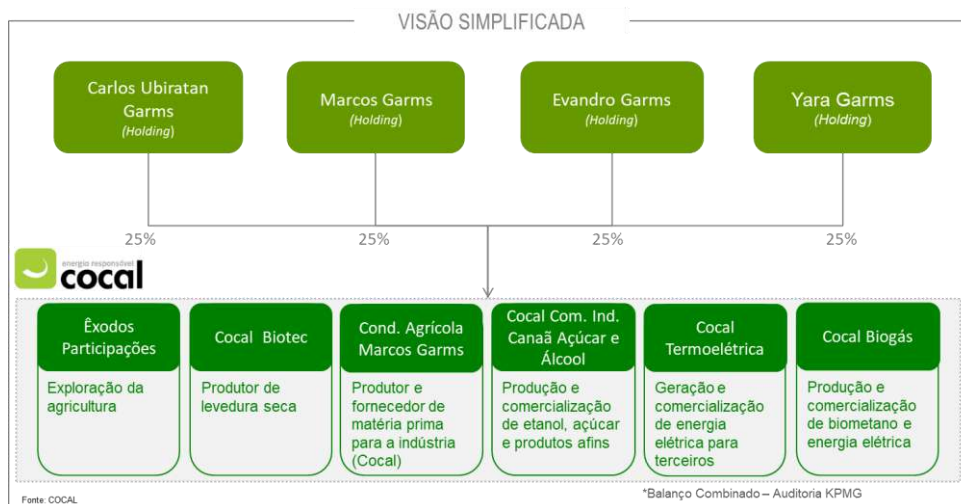 VISÃO SIMPLIFICADA
Carlos Ubiratan
Garms
(Holding)
Marcos Garms
(Holding)
Evandro Garms
(Holding)
Yara Garms
(Holding)
25%
25%
25%
25%
energia responsável
cocal
Êxodos
Participações
Exploração da
agricultura
Cocal Biotec
Produtor de
levedura seca
Cond. Agrícola
Marcos Garms
Produtor e
fornecedor de
matéria prima
para a indústria
(Cocal)
Cocal Com. Ind.
Canaã Açúcar e
Álcool
Produção e
comercialização
de etanol, açúcar
e produtos afins
Cocal
Termoelétrica
Geração e
comercialização
de energia
elétrica para
terceiros
Cocal Biogás
Produção e
comercialização
de biometano e
energia elétrica
Fonte: COCAL
*Balanço Combinado – Auditoria KPMG